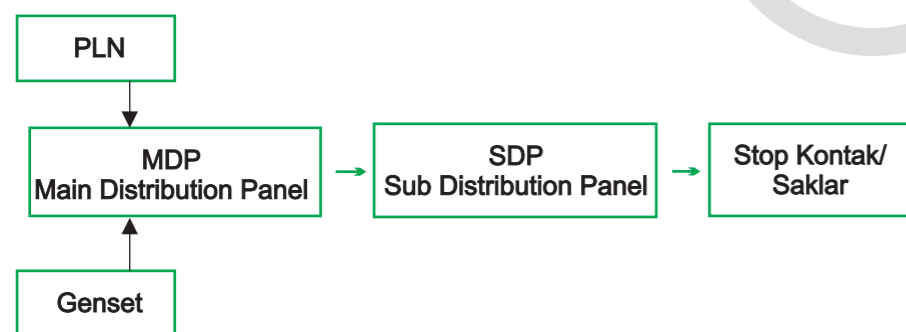 PLN
MDP
Main Distribution Panel
SDP
Sub Distribution Panel
Stop Kontak/
Saklar
Genset